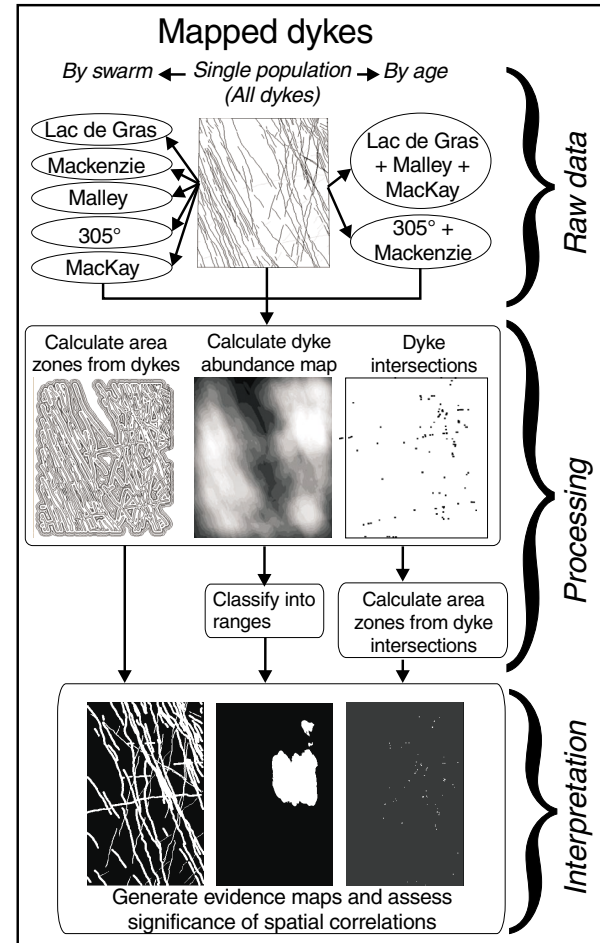 Mapped dykes
By swarm
Single population
(All dykes)
By age
Lac de Gras
Mackenzie
Malley
305°
MacKay
Lac de Gras
+ Malley +
MacKay
305° +
Mackenzie
Raw data
Calculate area
zones from dykes
Calculate dyke
abundance map
Dyke
intersections
Classify into
ranges
Calculate area
zones from dyke
intersections
Processing
Generate evidence maps and assess
significance of spatial correlations
Interpretation